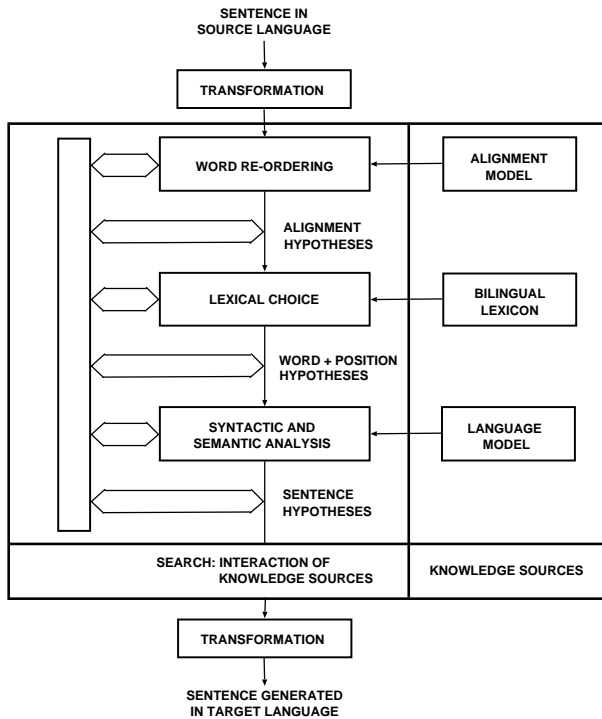 SENTENCE IN
SOURCE LANGUAGE
TRANSFORMATION
WORD RE-ORDERING
ALIGNMENT
MODEL
ALIGNMENT
HYPOTHESES
LEXICAL CHOICE
BILINGUAL
LEXICON
WORD + POSITION
HYPOTHESES
SYNTACTIC AND
SEMANTIC ANALYSIS
LANGUAGE
MODEL
SENTENCE
HYPOTHESES
SEARCH: INTERACTION OF
KNOWLEDGE SOURCES
KNOWLEDGE SOURCES
TRANSFORMATION
SENTENCE GENERATED
IN TARGET LANGUAGE